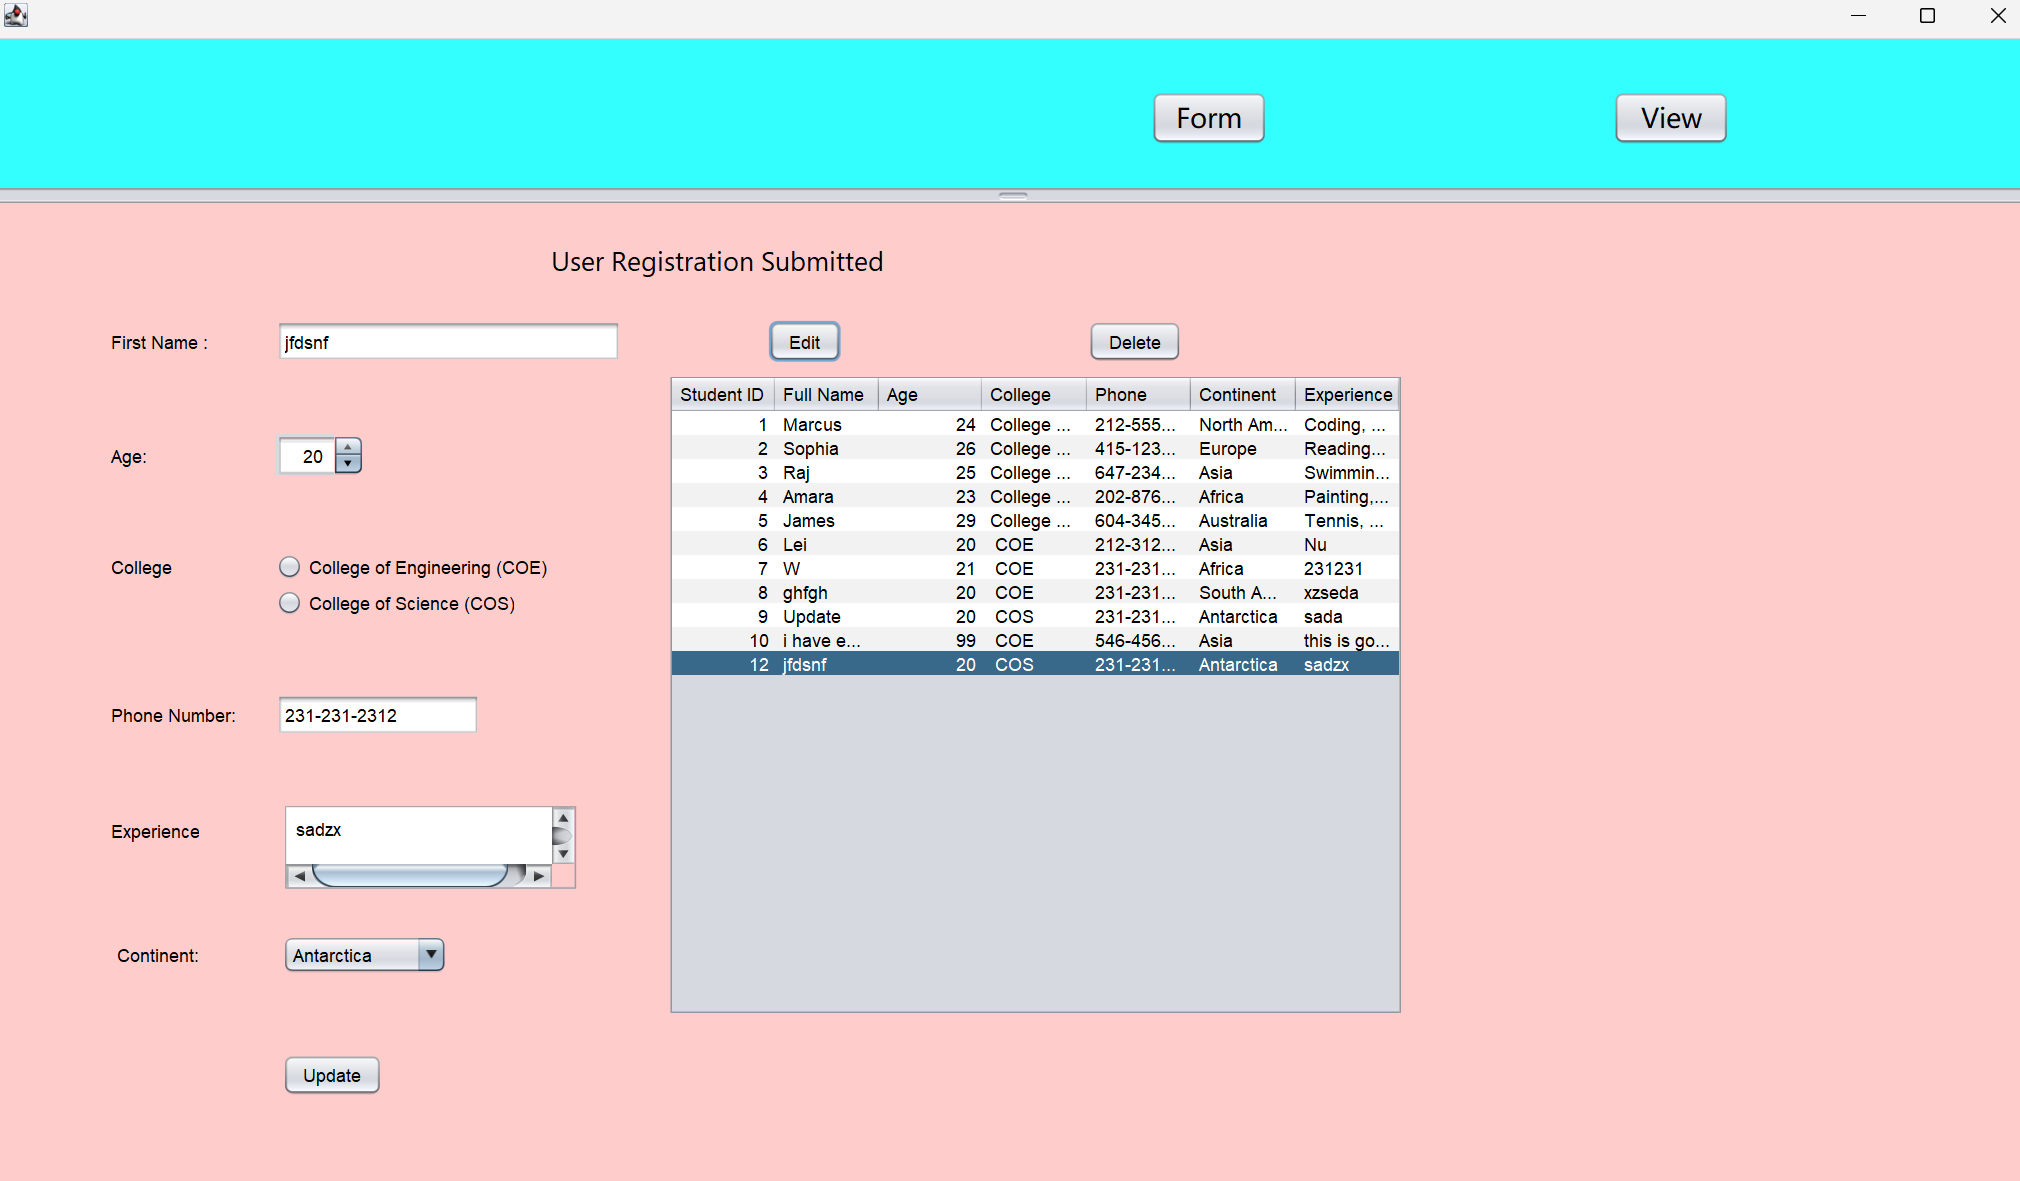 Form View
User Registration Submitted
First Name : jfdsnf
Edit Delete
Age: 20
College
College of Engineering (COE)
College of Science (COS)
Phone Number: 231-231-2312
Experience sadzx
Continent: Antarctica
Update
Student ID Full Name Age College Phone Continent Experience
1 Marcus 24 College ... 212-555... North Am... Coding, ...
2 Sophia 26 College ... 415-123... Europe Reading...
3 Raj 25 College ... 647-234... Asia Swimmin...
4 Amara 23 College ... 202-876... Africa Painting,...
5 James 29 College ... 604-345... Australia Tennis, ...
6 Lei 20 COE 212-312... Asia Nu
7 W 21 COE 231-231... Africa 231231
8 ghfgh 20 COE 231-231... South A... xzseda
9 Update 20 COS 231-231... Antarctica sada
10 i have e... 99 COE 546-456... Asia this is go...
12 jfdsnf 20 COS 231-231... Antarctica sadzx